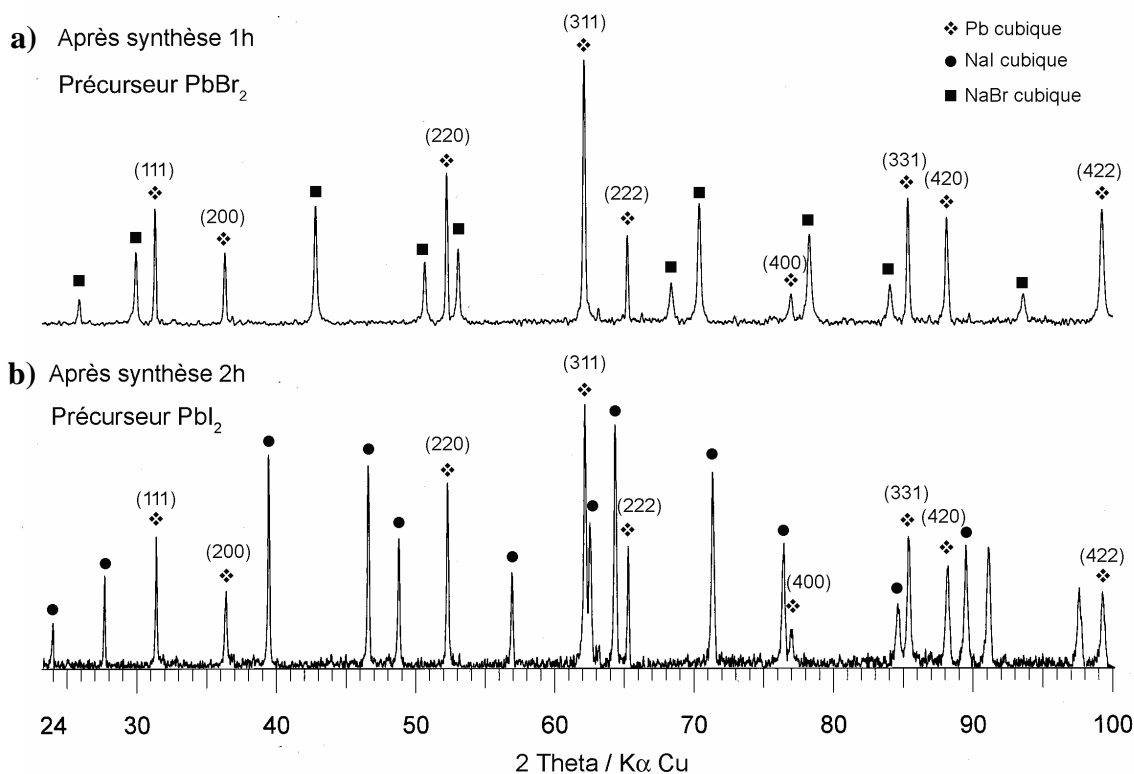 a) Après synthèse 1h
Précurseur PbBr2
Pb cubique
NaI cubique
NaBr cubique
(111)
(200)
(220)
(311)
(222)
(400)
(331)
(420)
(422)
b) Après synthèse 2h
Précurseur PbI2
(111)
(200)
(220)
(311)
(222)
(400)
(331)
(420)
(422)
24 30 40 50 60 70 80 90 100
2 Theta / Kα Cu